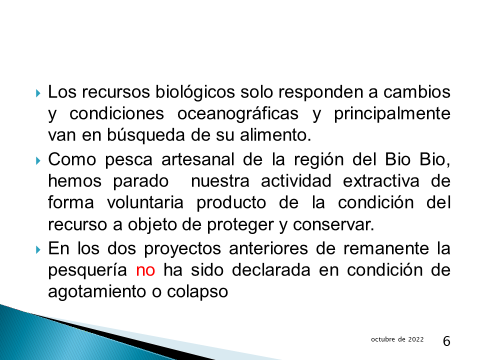 Los recursos biológicos solo responden a cambios
y condiciones oceanográficas y principalmente
van en búsqueda de su alimento.
Como pesca artesanal de la región del Bio Bio,
hemos parado nuestra actividad extractiva de
forma voluntaria producto de la condición del
recurso a objeto de proteger y conservar.
En los dos proyectos anteriores de remanente la
pesquería no ha sido declarada en condición de
agotamiento o colapso
octubre de 2022 6